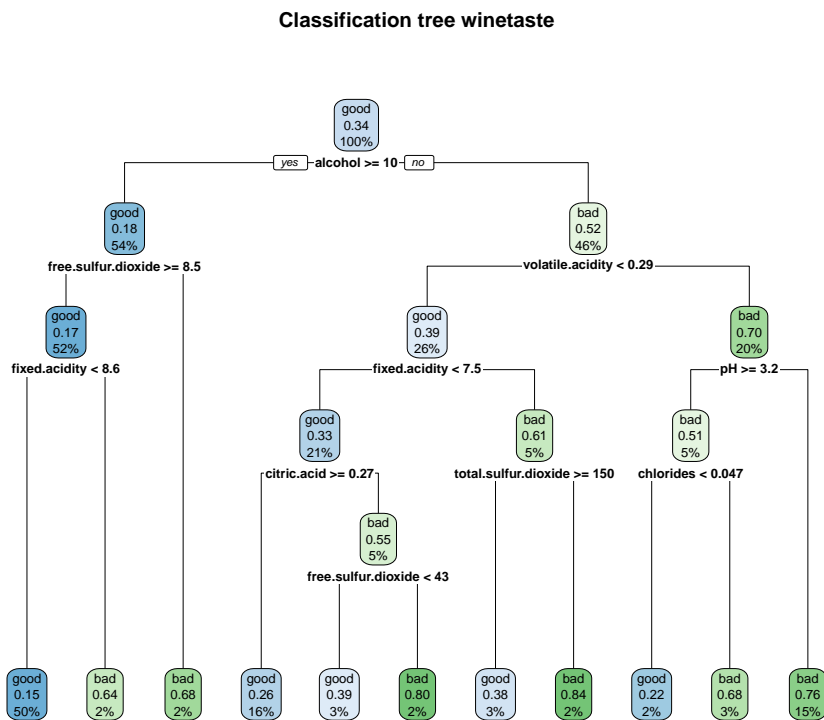 Classification tree winetaste
good
0.34
100%
yes alcohol >= 10 no
good
0.18
54%
free.sulfur.dioxide >= 8.5
bad
0.52
46%
volatile.acidity < 0.29
good
0.17
52%
fixed.acidity < 8.6
good
0.39
26%
fixed.acidity < 7.5
bad
0.70
20%
pH >= 3.2
good
0.33
21%
citric.acid >= 0.27
bad
0.61
5%
total.sulfur.dioxide >= 150
bad
0.51
5%
chlorides < 0.047
bad
0.55
5%
free.sulfur.dioxide < 43
good
0.15
50%
bad
0.64
2%
bad
0.68
2%
good
0.26
16%
good
0.39
3%
bad
0.80
2%
good
0.38
3%
bad
0.84
2%
good
0.22
2%
bad
0.68
3%
bad
0.76
15%